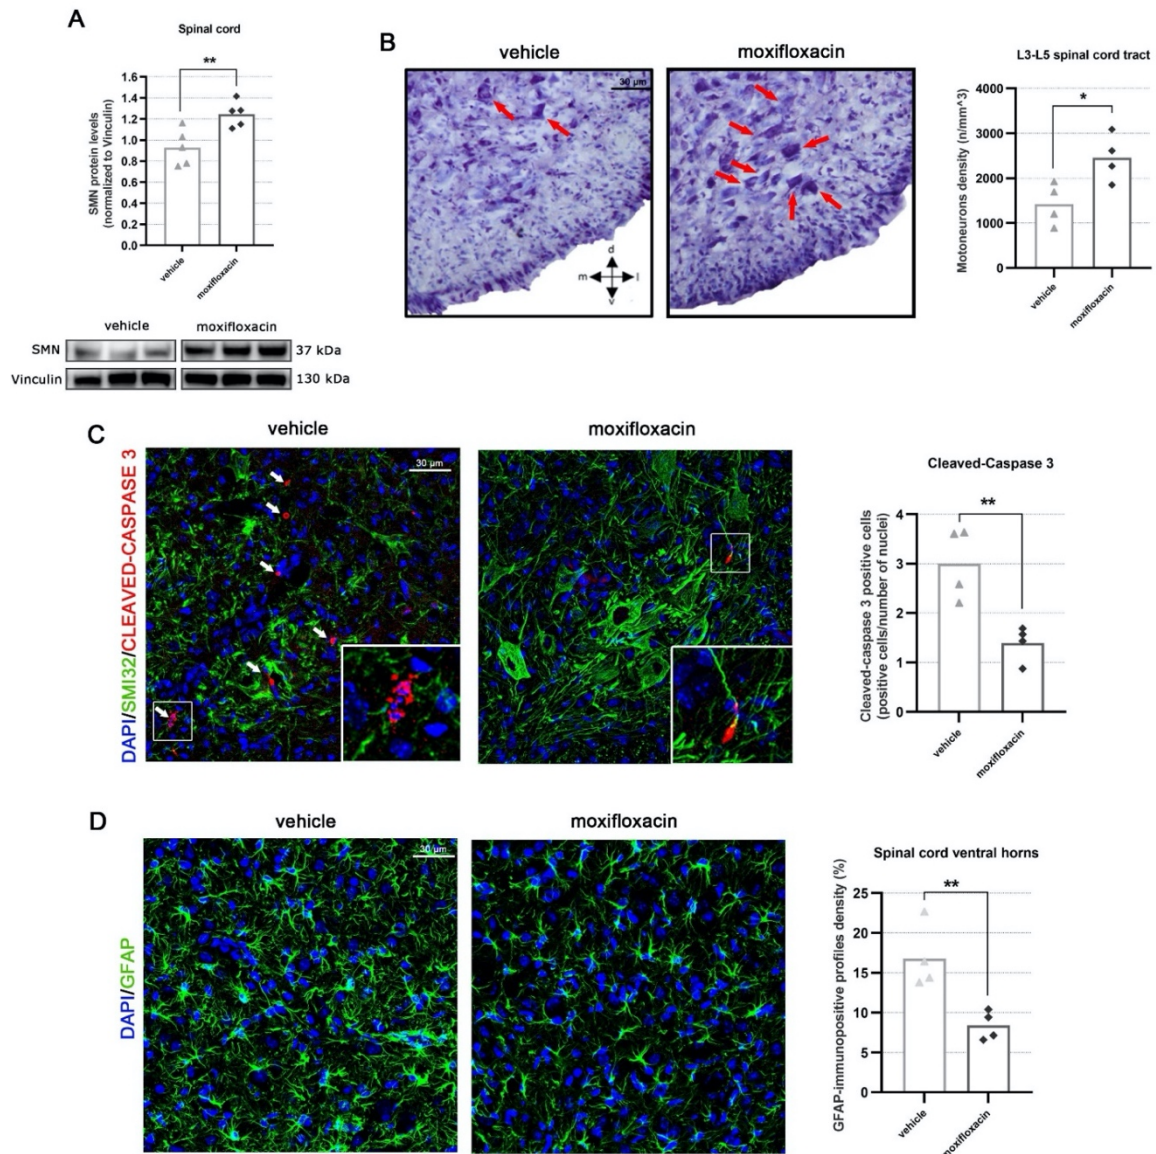 A
Spinal cord
**
SMN protein levels
(normalized to Vinculin)
1.6
1.4
1.2
1.0
0.8
0.6
0.4
0.2
0.0
vehicle
moxifloxacin
vehicle
moxifloxacin
SMN
37 kDa
Vinculin
130 kDa
B
vehicle
moxifloxacin
30 µm
d
m
l
v
L3-L5 spinal cord tract
*
Motoneurons density (n/mm^3)
4000
3000
2000
1000
0
vehicle
moxifloxacin
C
vehicle
moxifloxacin
DAPI/SMI32/CLEAVED-CASPASE 3
30 µm
Cleaved-Caspase 3
**
Cleaved-caspase 3 positive cells
(positive cells/number of nuclei)
4
3
2
1
0
vehicle
moxifloxacin
D
vehicle
moxifloxacin
DAPI/GFAP
30 µm
Spinal cord ventral horns
**
GFAP-immunopositive profiles density (%)
25
20
15
10
5
0
vehicle
moxifloxacin